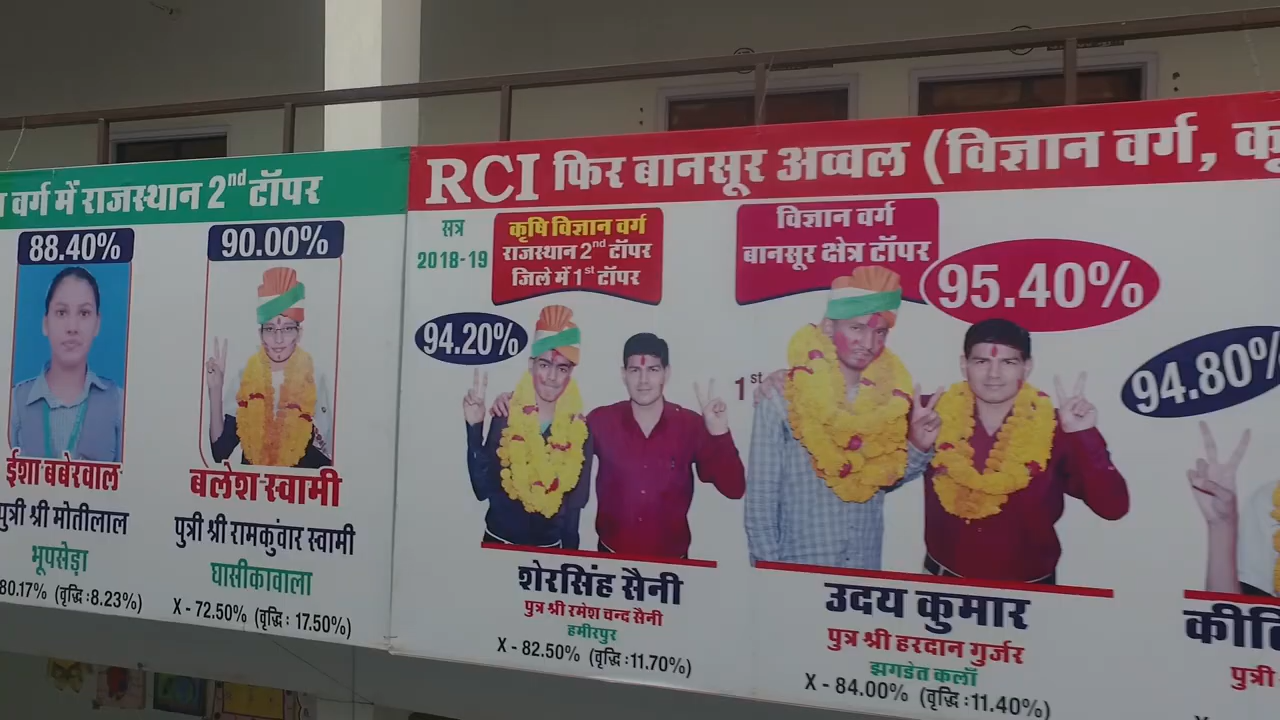 वर्ग में राजस्थान 2nd टॉपर
88.40%
ईशा बबेरवाल
पुत्री श्री मोतीलाल
भूपसेड़ा
80.17% (वृद्धि :8.23%)
90.00%
बलेश स्वामी
पुत्री श्री रामकुंवार स्वामी
घासीकावाला
X - 72.50% (वृद्धि : 17.50%)
RCI फिर बानसूर अव्वल (विज्ञान वर्ग,
सत्र
2018-19
कृषि विज्ञान वर्ग
राजस्थान 2nd टॉपर
जिले में 1st टॉपर
94.20%
शेरसिंह सैनी
पुत्र श्री रमेश चन्द सैनी
हमीरपुर
X - 82.50% (वृद्धि :11.70%)
विज्ञान वर्ग
बानसूर क्षेत्र टॉपर
95.40%
1st
उदय कुमार
पुत्र श्री हरदान गुर्जर
झगडेत कलाँ
X - 84.00% (वृद्धि :11.40%)
94.80%
पुत्री